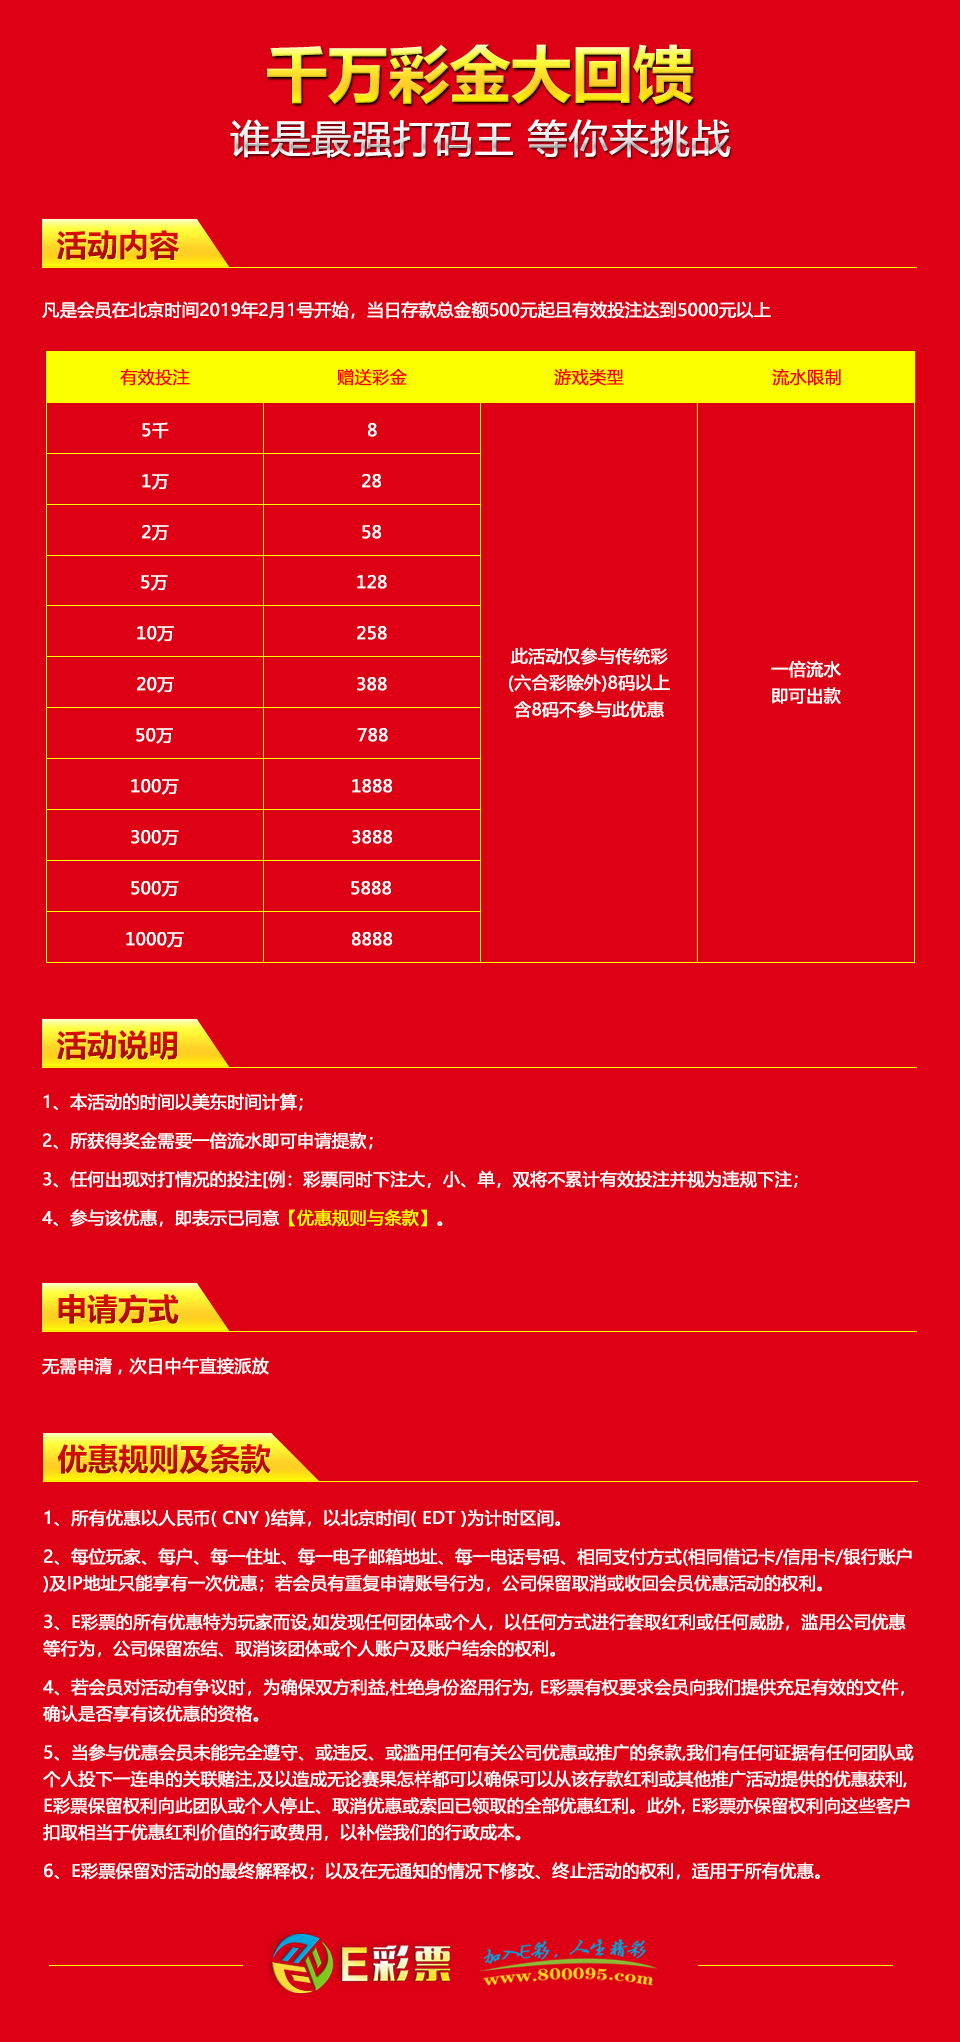 千万彩金大回馈
谁是最强打码王 等你来挑战
活动内容
凡是会员在北京时间2019年2月1号开始，当日存款总金额500元起且有效投注达到5000元以上
有效投注 赠送彩金 游戏类型 流水限制
5千 8
1万 28
2万 58
5万 128
10万 258
20万 388
50万 788
100万 1888
300万 3888
500万 5888
1000万 8888
此活动仅参与传统彩
(六合彩除外)8码以上
含8码不参与此优惠
一倍流水
即可出款
活动说明
1、本活动的时间以美东时间计算；
2、所获得奖金需要一倍流水即可申请提款；
3、任何出现对打情况的投注[例：彩票同时下注大，小、单，双将不累计有效投注并视为违规下注；
4、参与该优惠，即表示已同意【优惠规则与条款】。
申请方式
无需申清，次日中午直接派放
优惠规则及条款
1、所有优惠以人民币( CNY )结算，以北京时间( EDT )为计时区间。
2、每位玩家、每户、每一住址、每一电子邮箱地址、每一电话号码、相同支付方式(相同借记卡/信用卡/银行账户
)及IP地址只能享有一次优惠；若会员有重复申请账号行为，公司保留取消或收回会员优惠活动的权利。
3、E彩票的所有优惠特为玩家而设,如发现任何团体或个人，以任何方式进行套取红利或任何威胁，滥用公司优惠
等行为，公司保留冻结、取消该团体或个人账户及账户结余的权利。
4、若会员对活动有争议时，为确保双方利益,杜绝身份盗用行为, E彩票有权要求会员向我们提供充足有效的文件，
确认是否享有该优惠的资格。
5、当参与优惠会员未能完全遵守、或违反、或滥用任何有关公司优惠或推广的条款,我们有任何证据有任何团队或
个人投下一连串的关联赌注,及以造成无论赛果怎样都可以确保可以从该存款红利或其他推广活动提供的优惠获利,
E彩票保留权利向此团队或个人停止、取消优惠或索回已领取的全部优惠红利。此外, E彩票亦保留权利向这些客户
扣取相当于优惠红利价值的行政费用，以补偿我们的行政成本。
6、E彩票保留对活动的最终解释权；以及在无通知的情况下修改、终止活动的权利，适用于所有优惠。
E彩票
加入E彩，人生精彩
www.800095.com